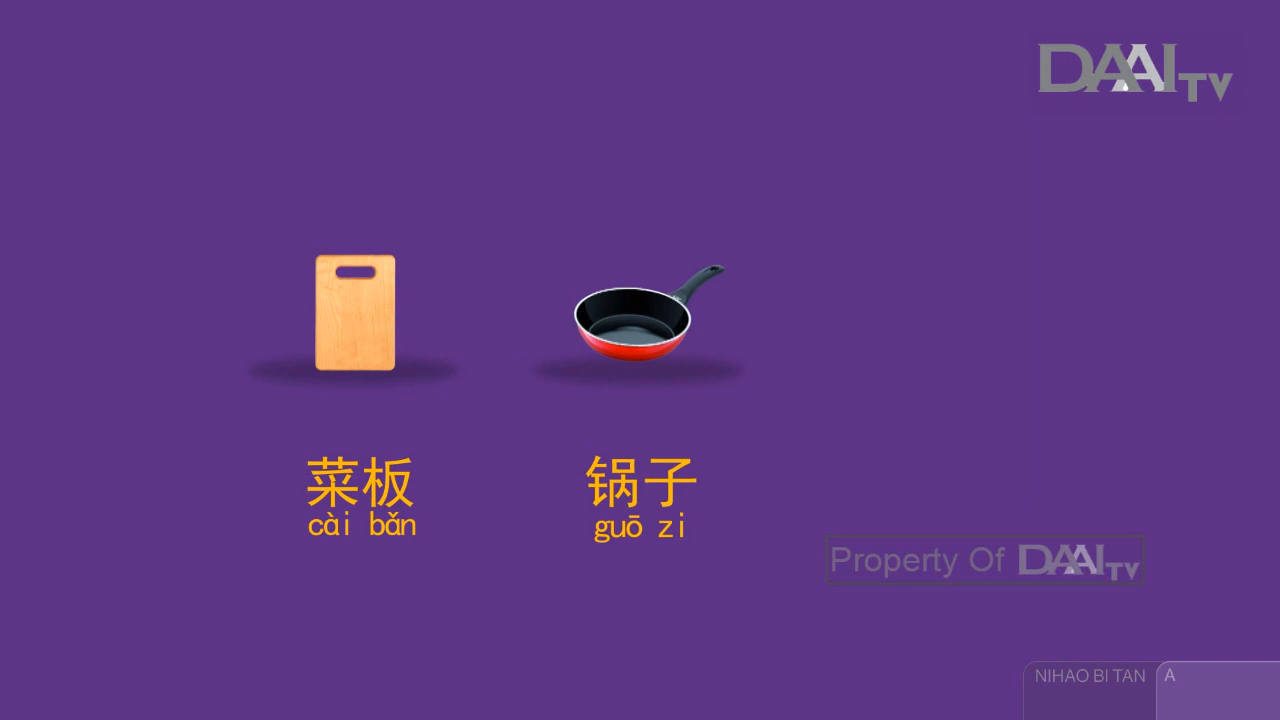 DAAI TV
菜板
cài bǎn
锅子
guō zi
Property Of DAAI TV
NIHAO BI TAN
A